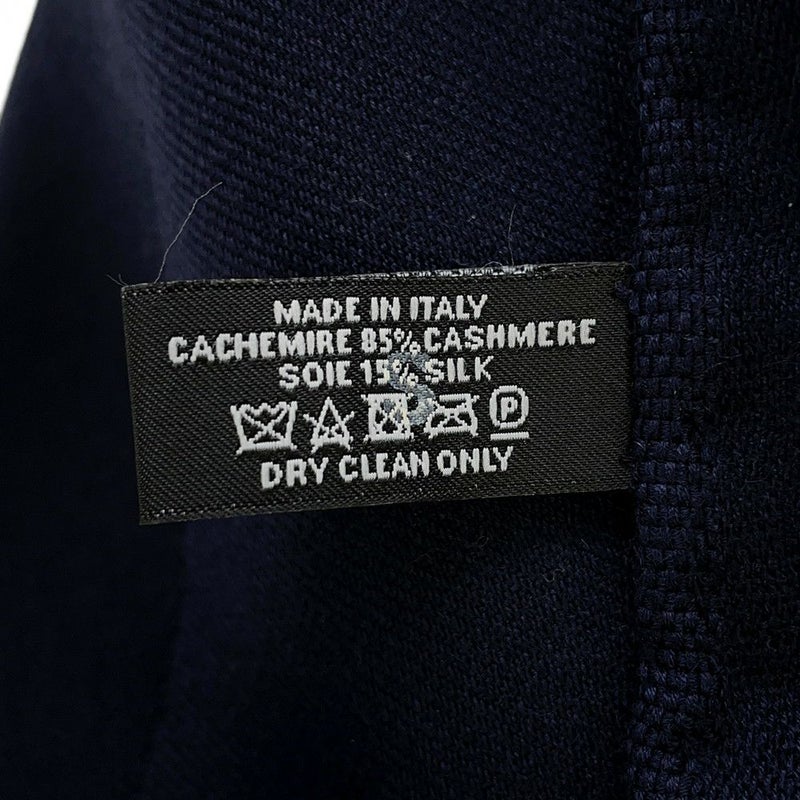 MADE IN ITALY
CACHEMIRE 85% CASHMERE
SOIE 15% SILK
S
P
DRY CLEAN ONLY